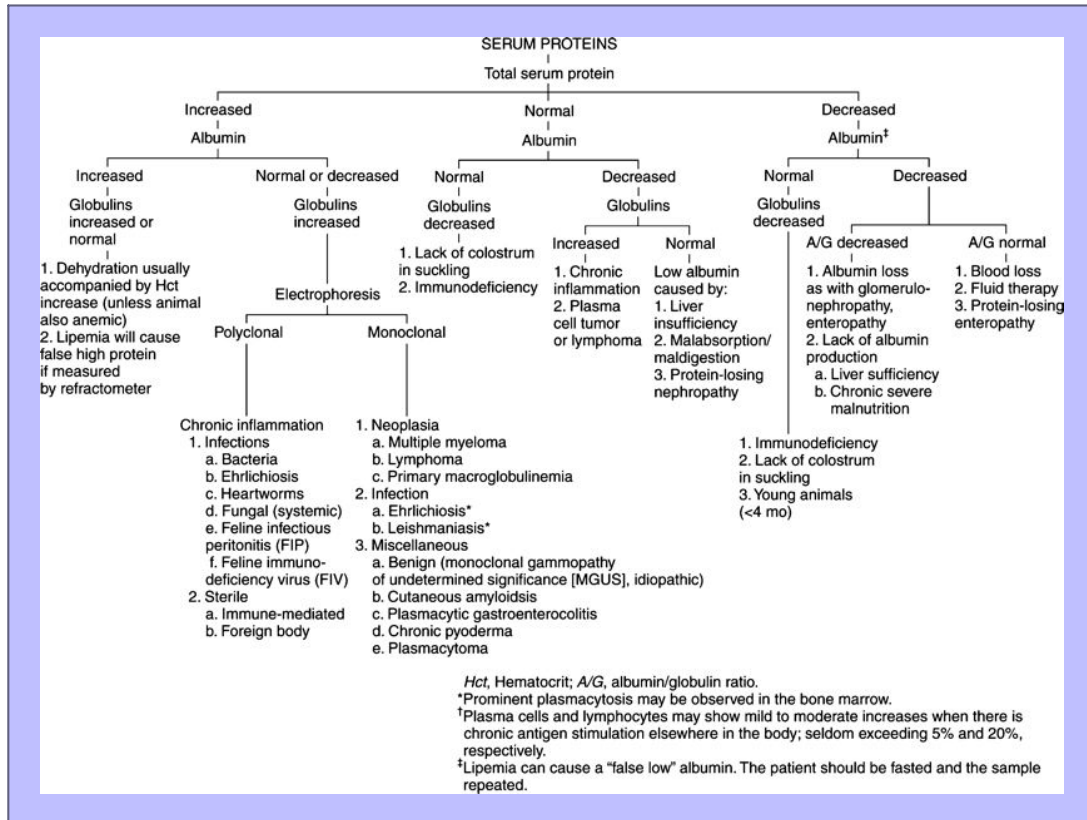 SERUM PROTEINS
Total serum protein
Increased
Normal
Decreased
Albumin
Albumin
Albumin‡
Increased
Normal or decreased
Normal
Decreased
Normal
Decreased
Globulins
increased or
normal
Globulins
increased
Globulins
decreased
Globulins
Globulins
decreased
1. Dehydration usually
accompanied by Hct
increase (unless animal
also anemic)
2. Lipemia will cause
false high protein
if measured
by refractometer
Electrophoresis
Polyclonal
Monoclonal
1. Lack of colostrum
in suckling
2. Immunodeficiency
Increased
Normal
1. Chronic
inflammation
2. Plasma
cell tumor
or lymphoma
Low albumin
caused by:
1. Liver
insufficiency
2. Malabsorption/
maldigestion
3. Protein-losing
nephropathy
A/G decreased
A/G normal
1. Albumin loss
as with glomerulo-
nephropathy,
enteropathy
2. Lack of albumin
production
a. Liver sufficiency
b. Chronic severe
malnutrition
1. Blood loss
2. Fluid therapy
3. Protein-losing
enteropathy
Chronic inflammation
1. Infections
a. Bacteria
b. Ehrlichiosis
c. Heartworms
d. Fungal (systemic)
e. Feline infectious
peritonitis (FIP)
f. Feline immuno-
deficiency virus (FIV)
2. Sterile
a. Immune-mediated
b. Foreign body
1. Neoplasia
a. Multiple myeloma
b. Lymphoma
c. Primary macroglobulinemia
2. Infection
a. Ehrlichiosis*
b. Leishmaniasis*
3. Miscellaneous
a. Benign (monoclonal gammopathy
of undetermined significance [MGUS], idiopathic)
b. Cutaneous amyloidsis
c. Plasmacytic gastroenterocolitis
d. Chronic pyoderma
e. Plasmacytoma
1. Immunodeficiency
2. Lack of colostrum
in suckling
3. Young animals
(<4 mo)
Hct, Hematocrit; A/G, albumin/globulin ratio.
*Prominent plasmacytosis may be observed in the bone marrow.
†Plasma cells and lymphocytes may show mild to moderate increases when there is
chronic antigen stimulation elsewhere in the body; seldom exceeding 5% and 20%,
respectively.
‡Lipemia can cause a “false low” albumin. The patient should be fasted and the sample
repeated.